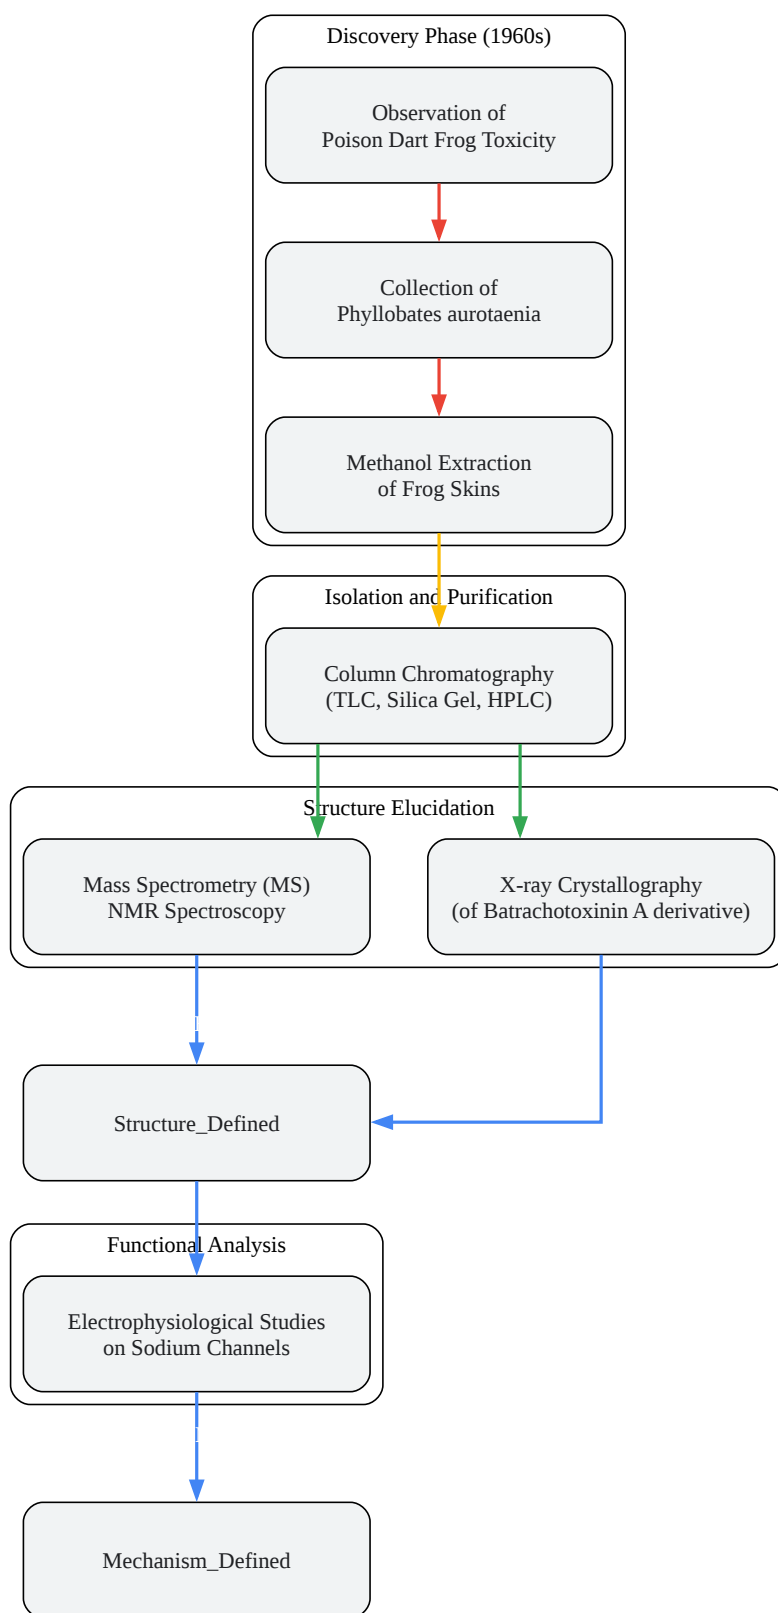 Discovery Phase (1960s)
Observation of
Poison Dart Frog Toxicity
Collection of
Phyllobates aurotaenia
Methanol Extraction
of Frog Skins
Isolation and Purification
Column Chromatography
(TLC, Silica Gel, HPLC)
Structure Elucidation
Mass Spectrometry (MS)
NMR Spectroscopy
X-ray Crystallography
(of Batrachotoxinin A derivative)
Structure_Defined
Functional Analysis
Electrophysiological Studies
on Sodium Channels
Mechanism_Defined